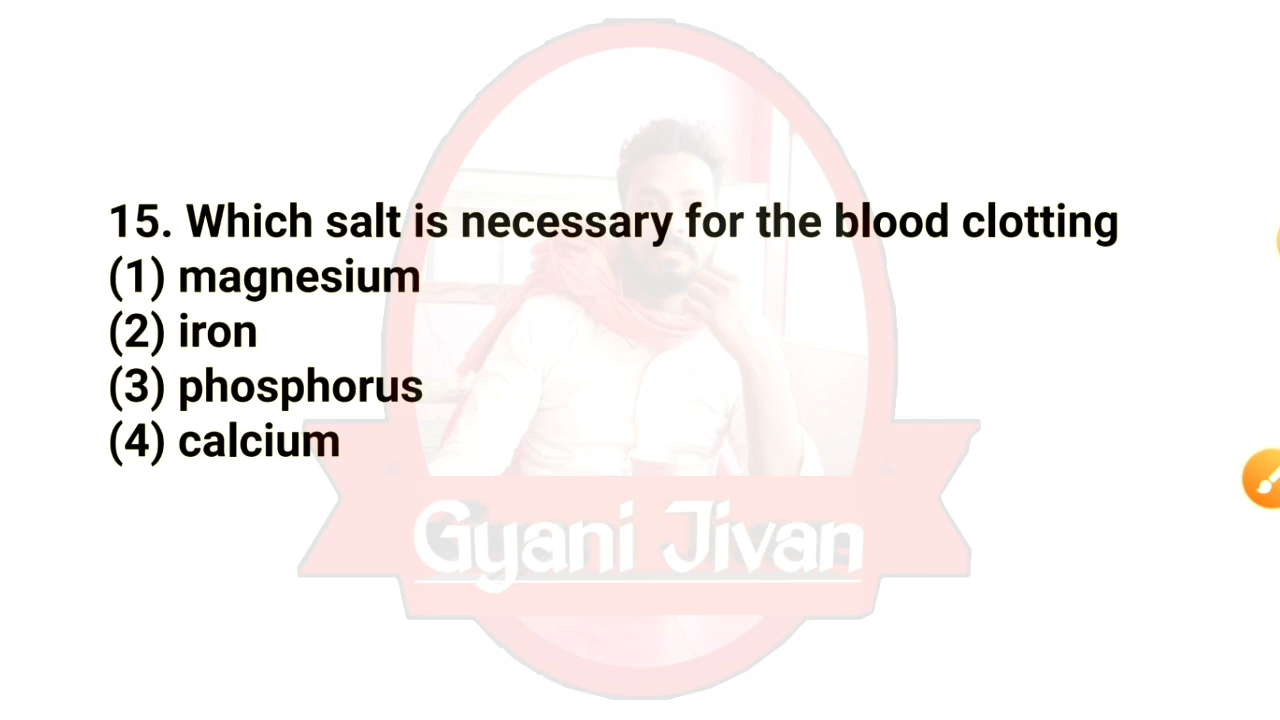 15. Which salt is necessary for the blood clotting
(1) magnesium
(2) iron
(3) phosphorus
(4) calcium
Gyani Jivan